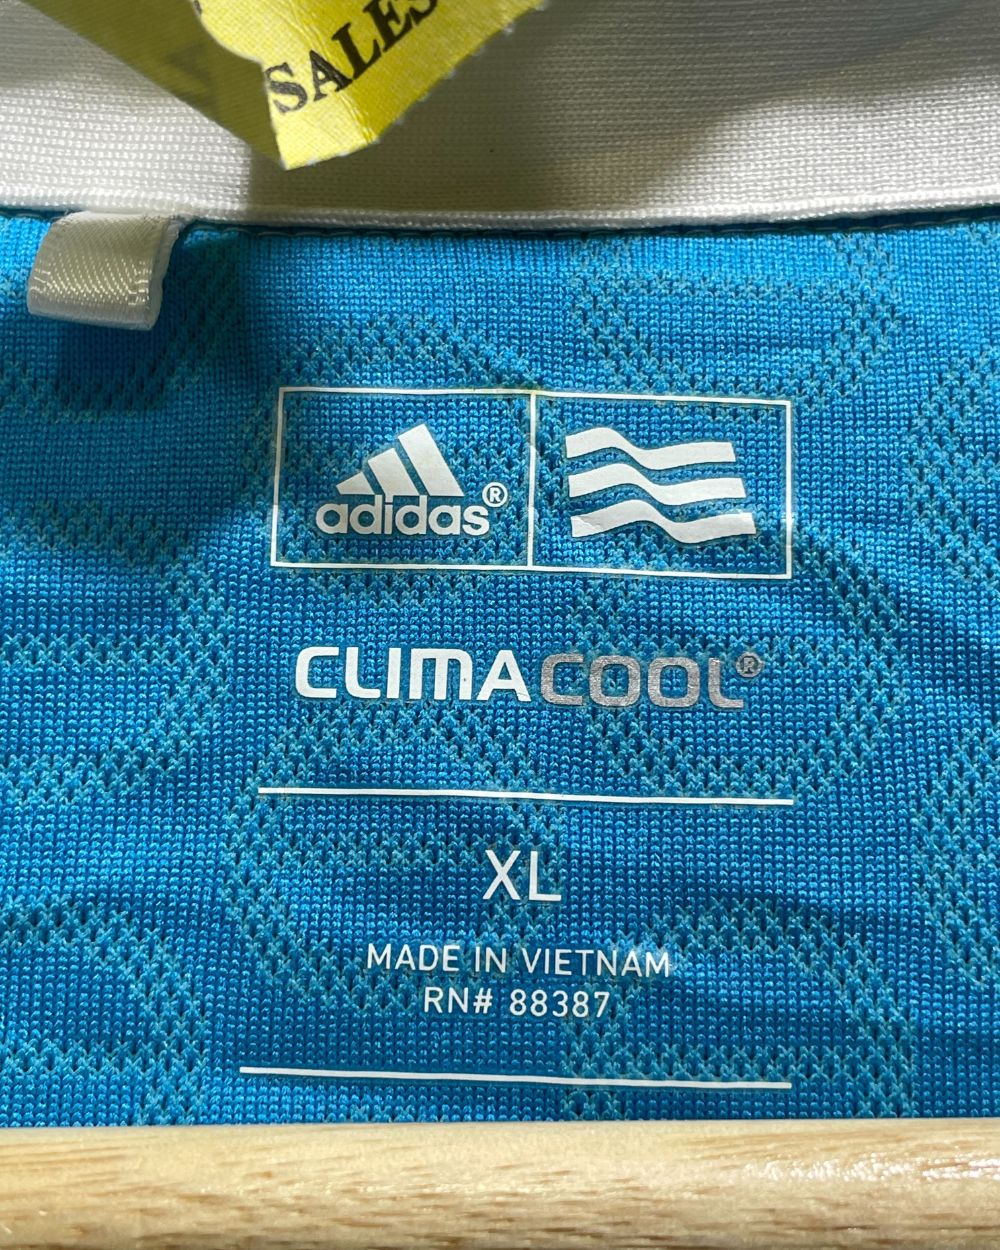 SALES
adidas®
CLIMACOOL®
XL
MADE IN VIETNAM
RN# 88387